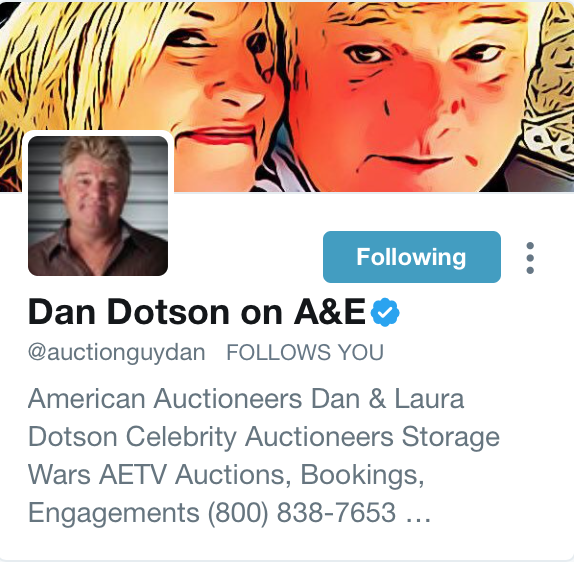 Following
Dan Dotson on A&E
@auctionguydan FOLLOWS YOU
American Auctioneers Dan & Laura
Dotson Celebrity Auctioneers Storage
Wars AETV Auctions, Bookings,
Engagements (800) 838-7653 …